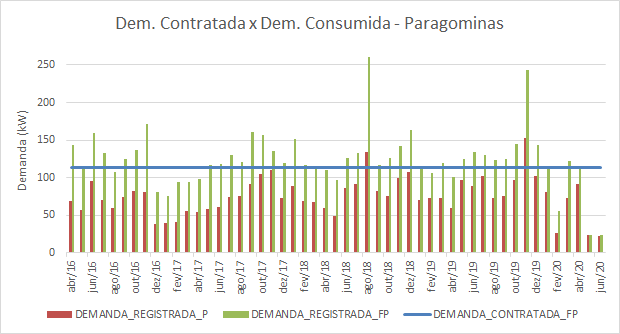 Dem. Contratada x Dem. Consumida - Paragominas
Demanda (kW)
250
200
150
100
50
0
abr/16
jun/16
ago/16
out/16
dez/16
fev/17
abr/17
jun/17
ago/17
out/17
dez/17
fev/18
abr/18
jun/18
ago/18
out/18
dez/18
fev/19
abr/19
jun/19
ago/19
out/19
dez/19
fev/20
abr/20
jun/20
DEMANDA_REGISTRADA_P
DEMANDA_REGISTRADA_FP
DEMANDA_CONTRATADA_FP